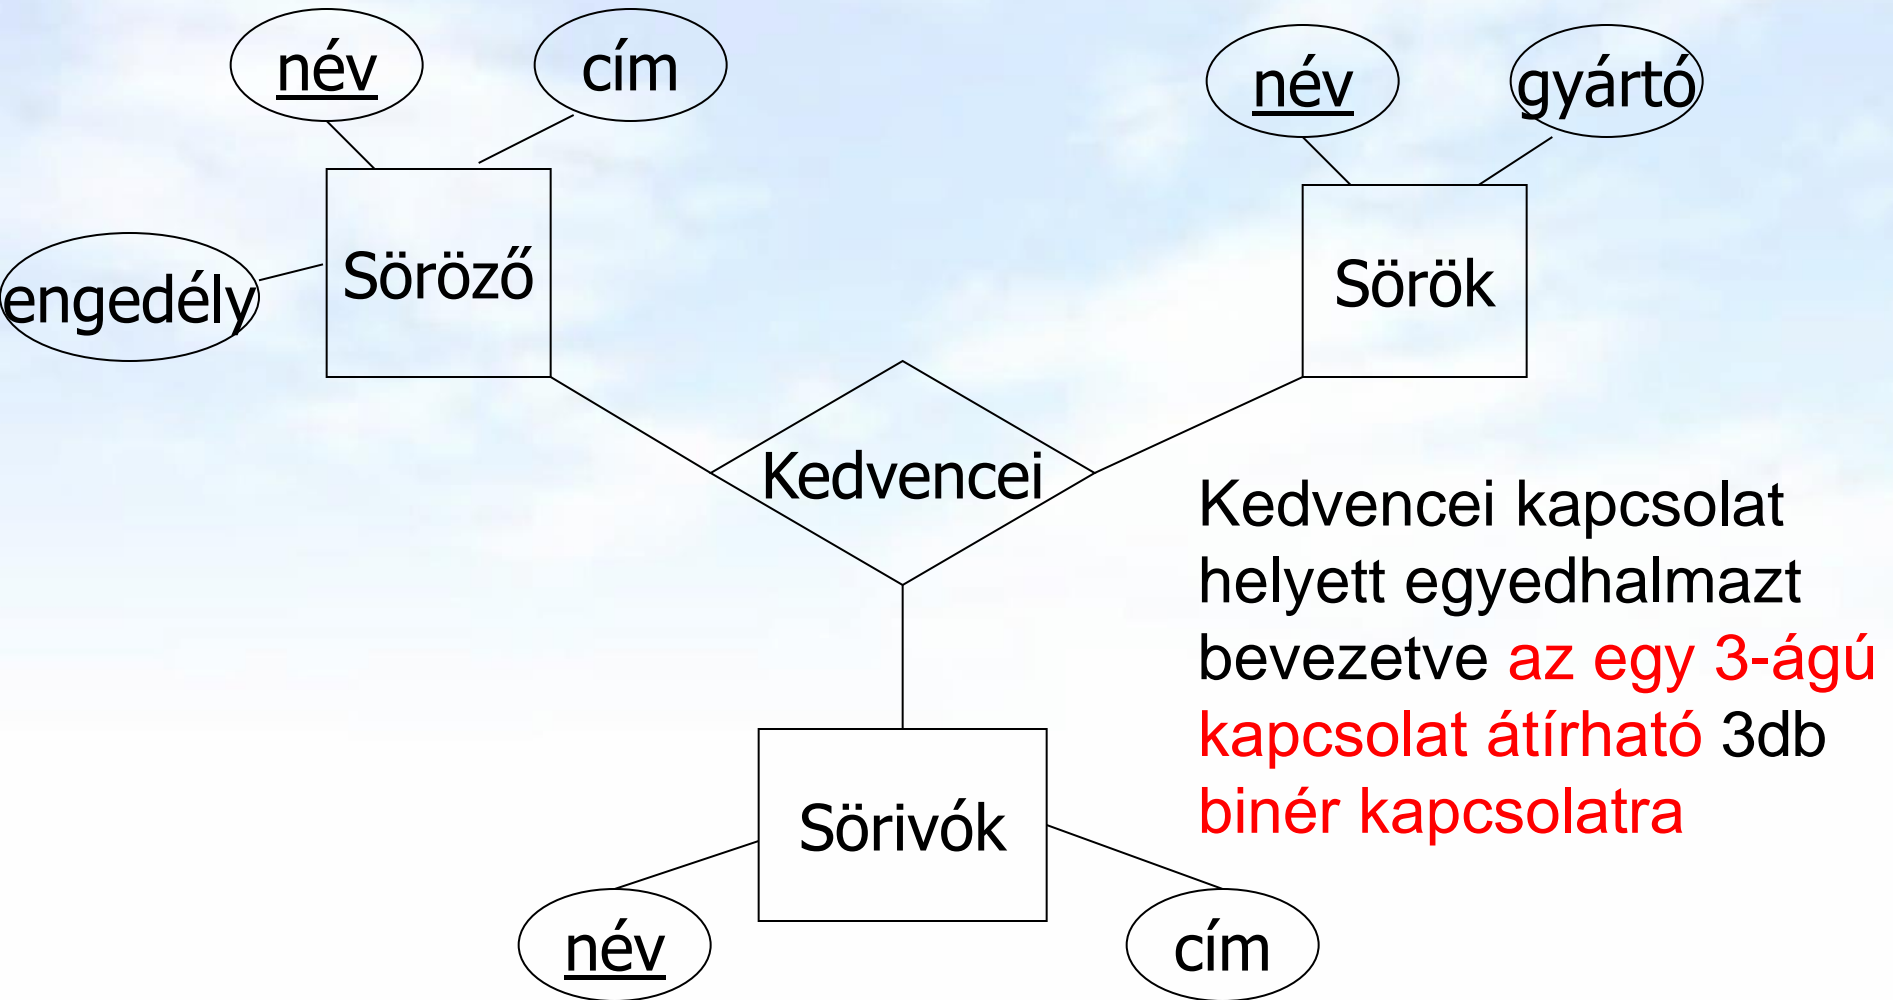 név
cím
név
gyártó
engedély
Söröző
Sörök
Kedvencei
Kedvencei kapcsolat
helyett egyedhalmazt
bevezetve az egy 3-ágú
kapcsolat átírható 3db
binér kapcsolatra
Sörivók
név
cím